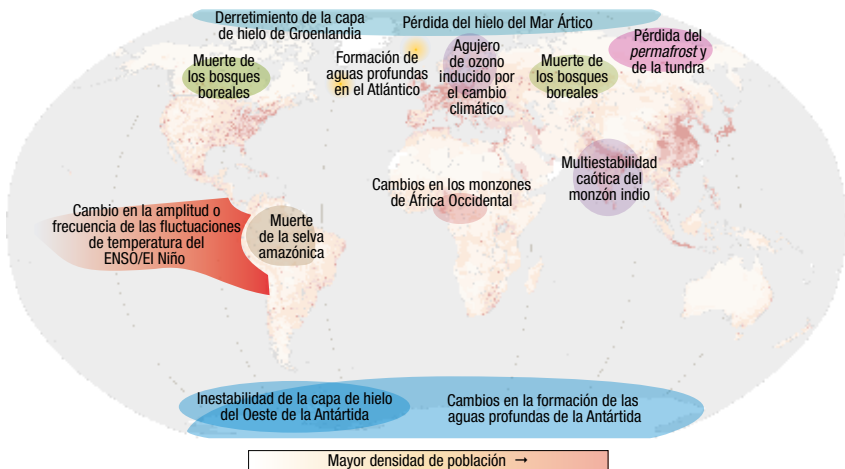 Derretimiento de la capa
de hielo de Groenlandia
Pérdida del hielo del Mar Ártico
Muerte de
los bosques
boreales
Formación de
aguas profundas
en el Atlántico
Agujero
de ozono
inducido por
el cambio
climático
Muerte de
los bosques
boreales
Pérdida del
permafrost y
de la tundra
Multiestabilidad
caótica del
monzón indio
Cambios en los monzones
de África Occidental
Cambio en la amplitud o
frecuencia de las fluctuaciones
de temperatura del
ENSO/El Niño
Muerte
de la selva
amazónica
Inestabilidad de la capa de hielo
del Oeste de la Antártida
Cambios en la formación de las
aguas profundas de la Antártida
Mayor densidad de población →